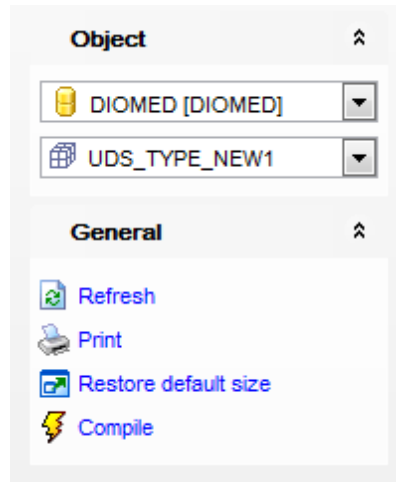 Object
DIOMED [DIOMED]
UDS_TYPE_NEW1
General
Refresh
Print
Restore default size
Compile